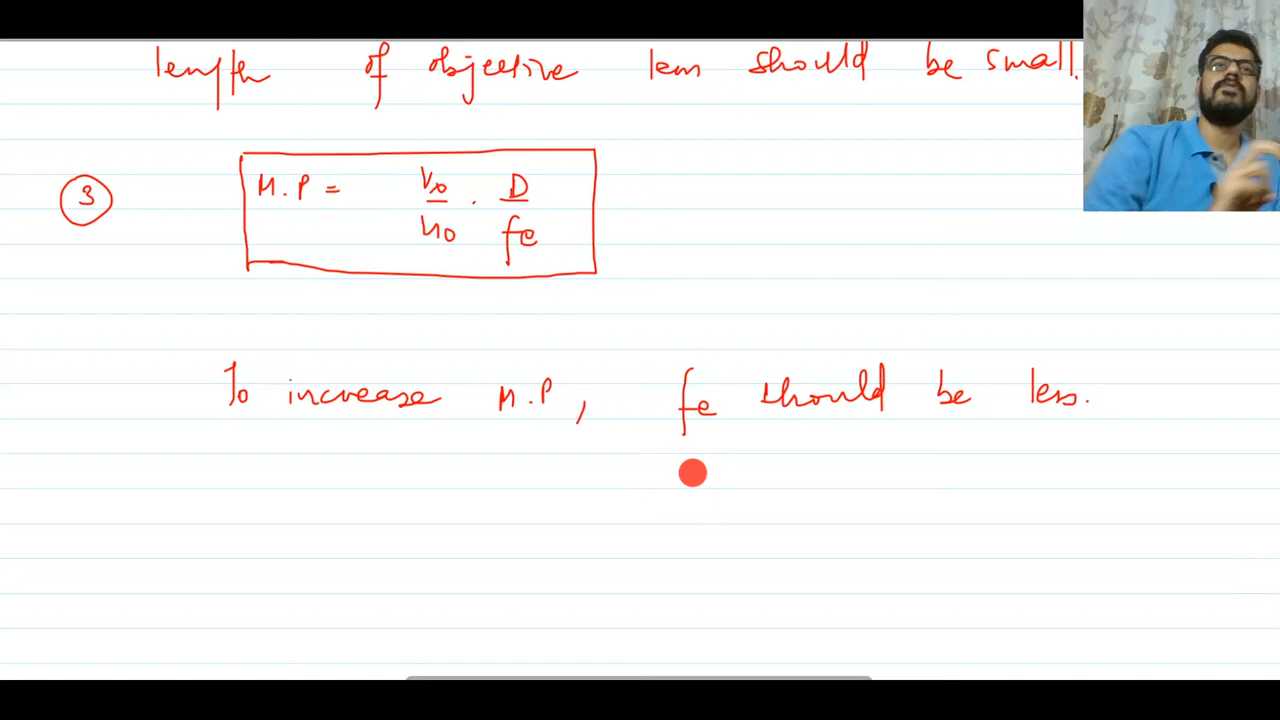 length of objective lens should be small.
3
M.P = vo/uo . D/fe
To increase M.P, fe should be less.